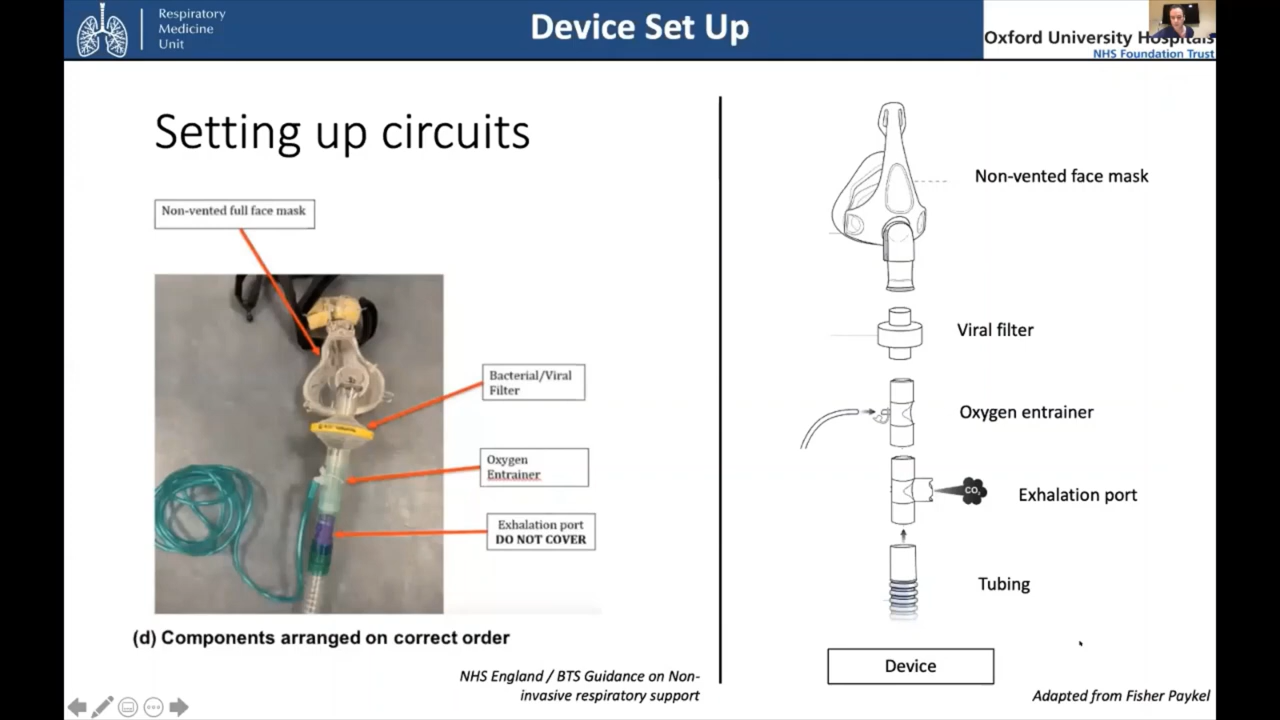 Respiratory
Medicine
Unit
Device Set Up
Oxford University Hospitals
NHS Foundation Trust
Setting up circuits
Non-vented full face mask
Bacterial/Viral
Filter
Oxygen
Entrainer
Exhalation port
DO NOT COVER
(d) Components arranged on correct order
NHS England / BTS Guidance on Non-
invasive respiratory support
Non-vented face mask
Viral filter
Oxygen entrainer
CO₂
Exhalation port
Tubing
Device
Adapted from Fisher Paykel